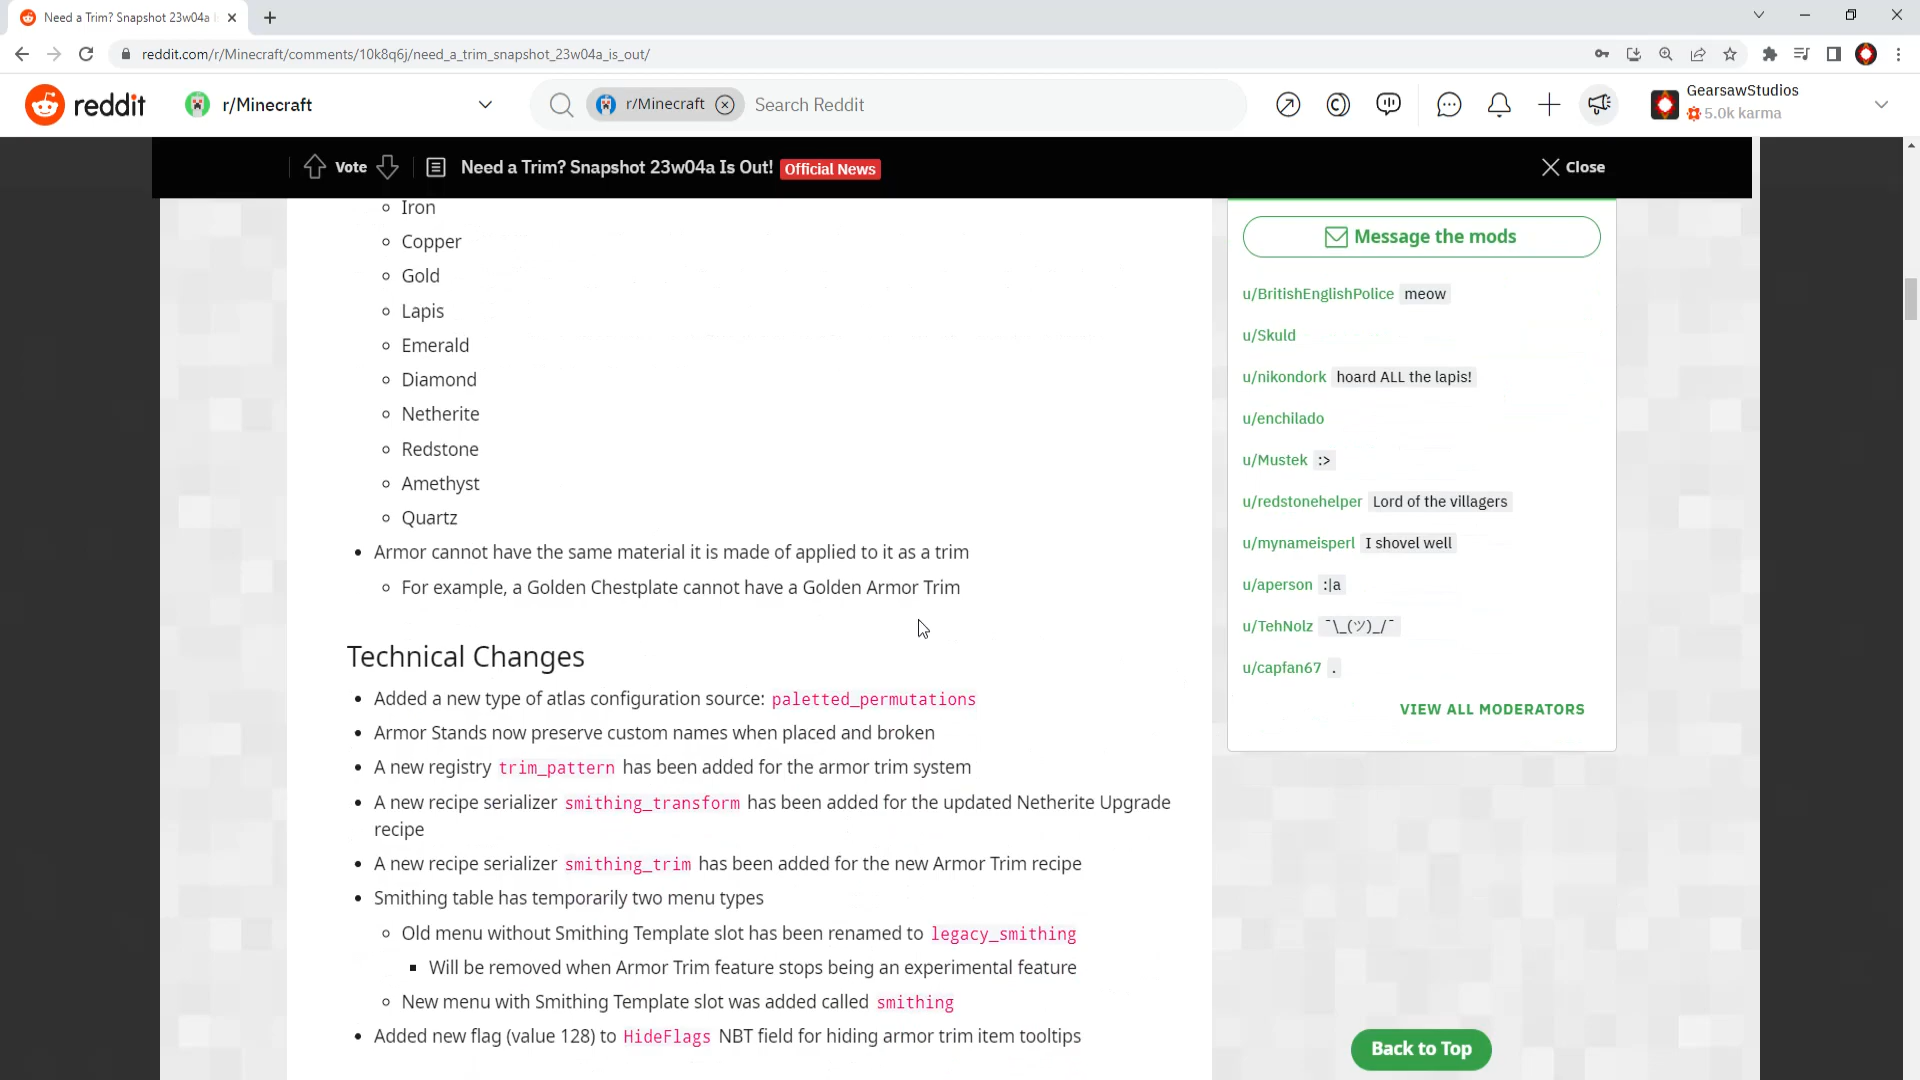 Need a Trim? Snapshot 23w04a
reddit.com/r/Minecraft/comments/10k8q6j/need_a_trim_snapshot_23w04a_is_out/
reddit
r/Minecraft
r/Minecraft
Search Reddit
GearsawStudios
5.0k karma
Vote
Need a Trim? Snapshot 23w04a Is Out!
Official News
Close
Iron
Copper
Gold
Lapis
Emerald
Diamond
Netherite
Redstone
Amethyst
Quartz
Armor cannot have the same material it is made of applied to it as a trim
For example, a Golden Chestplate cannot have a Golden Armor Trim
Technical Changes
Added a new type of atlas configuration source: paletted_permutations
Armor Stands now preserve custom names when placed and broken
A new registry trim_pattern has been added for the armor trim system
A new recipe serializer smithing_transform has been added for the updated Netherite Upgrade
recipe
A new recipe serializer smithing_trim has been added for the new Armor Trim recipe
Smithing table has temporarily two menu types
Old menu without Smithing Template slot has been renamed to legacy_smithing
Will be removed when Armor Trim feature stops being an experimental feature
New menu with Smithing Template slot was added called smithing
Added new flag (value 128) to HideFlags NBT field for hiding armor trim item tooltips
Message the mods
u/BritishEnglishPolice meow
u/Skuld
u/nikondork hoard ALL the lapis!
u/enchilado
u/Mustek :>
u/redstonehelper Lord of the villagers
u/mynameisperl I shovel well
u/aperson :|a
u/TehNolz ¯\_(ツ)_/¯
u/capfan67 .
VIEW ALL MODERATORS
Back to Top